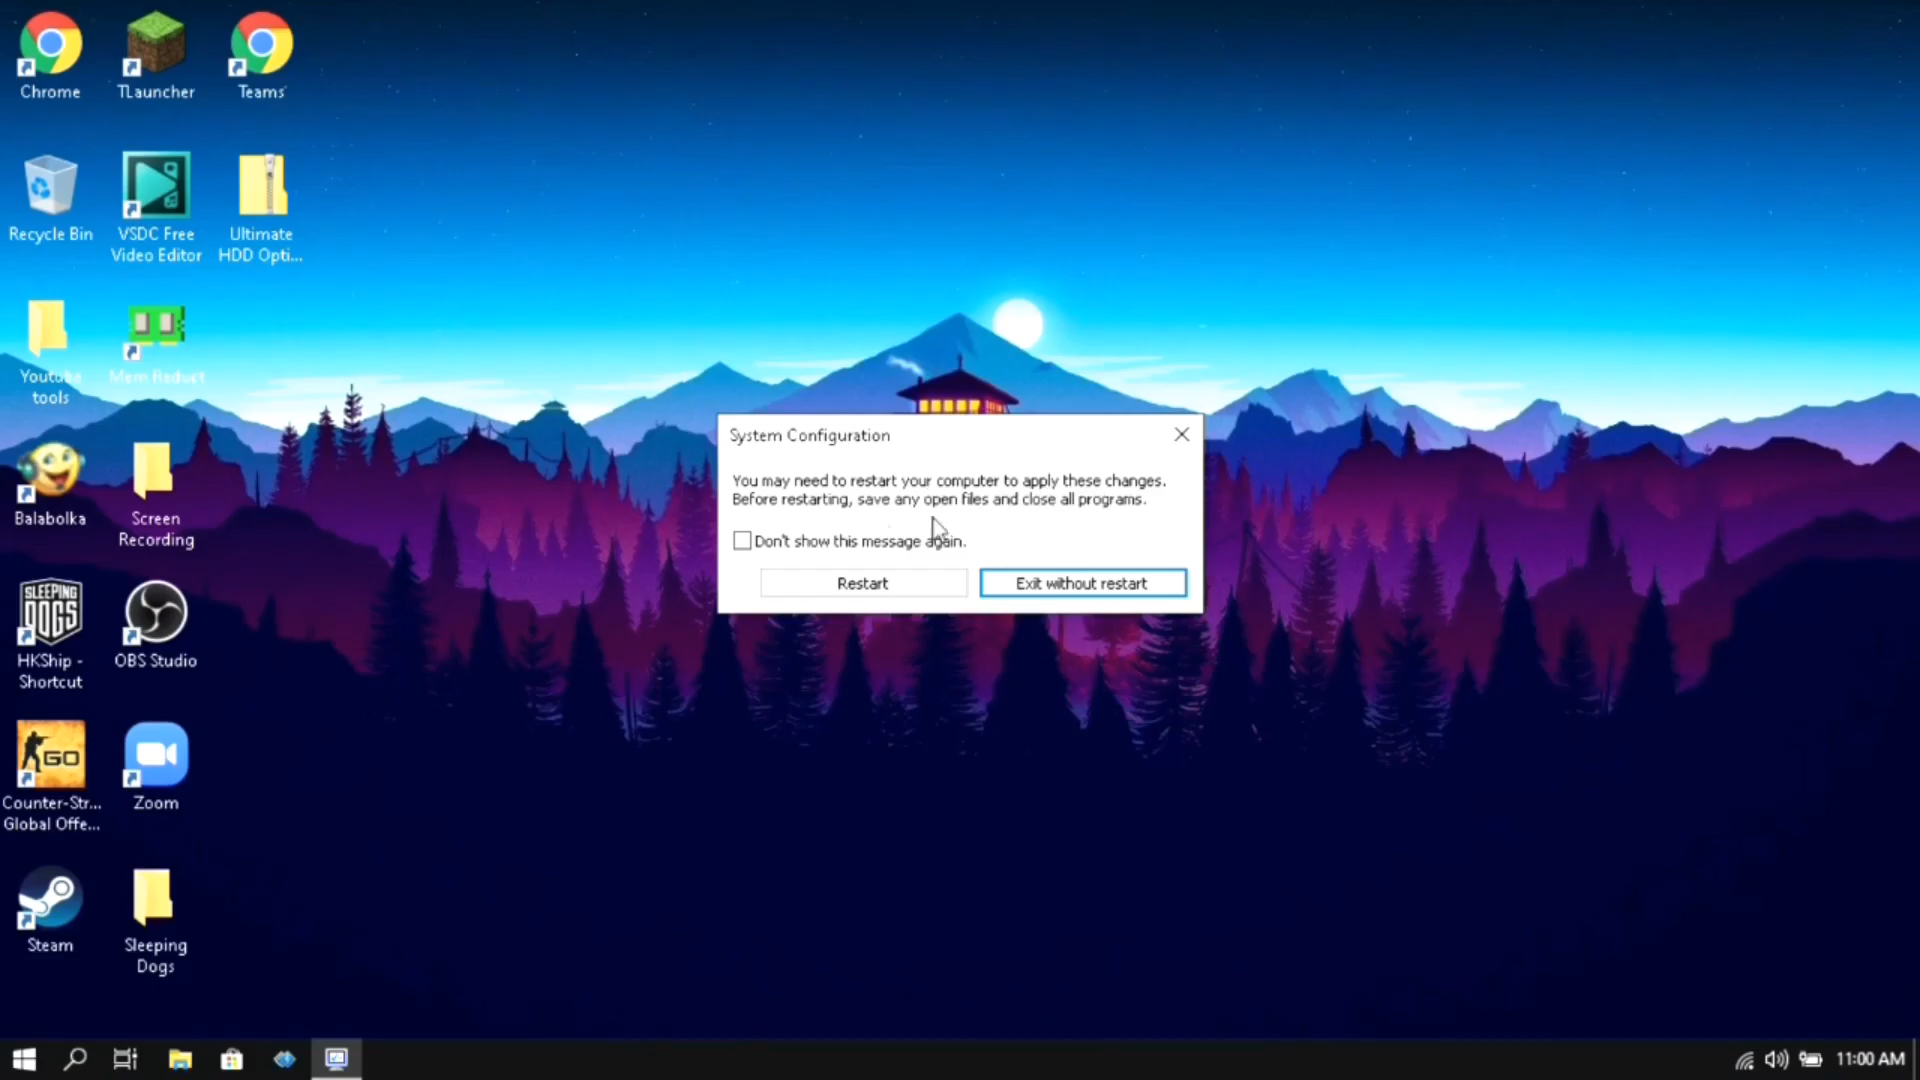 Chrome
TLauncher
Teams
Recycle Bin
VSDC Free
Video Editor
Ultimate
HDD Opti...
Youtube
tools
Mem Reduct
Balabolka
Screen
Recording
SLEEPING
DOGS
HKShip -
Shortcut
OBS Studio
GO
Counter-Str...
Global Offe...
Zoom
Steam
Sleeping
Dogs
System Configuration
You may need to restart your computer to apply these changes.
Before restarting, save any open files and close all programs.
Don't show this message again.
Restart
Exit without restart
11:00 AM